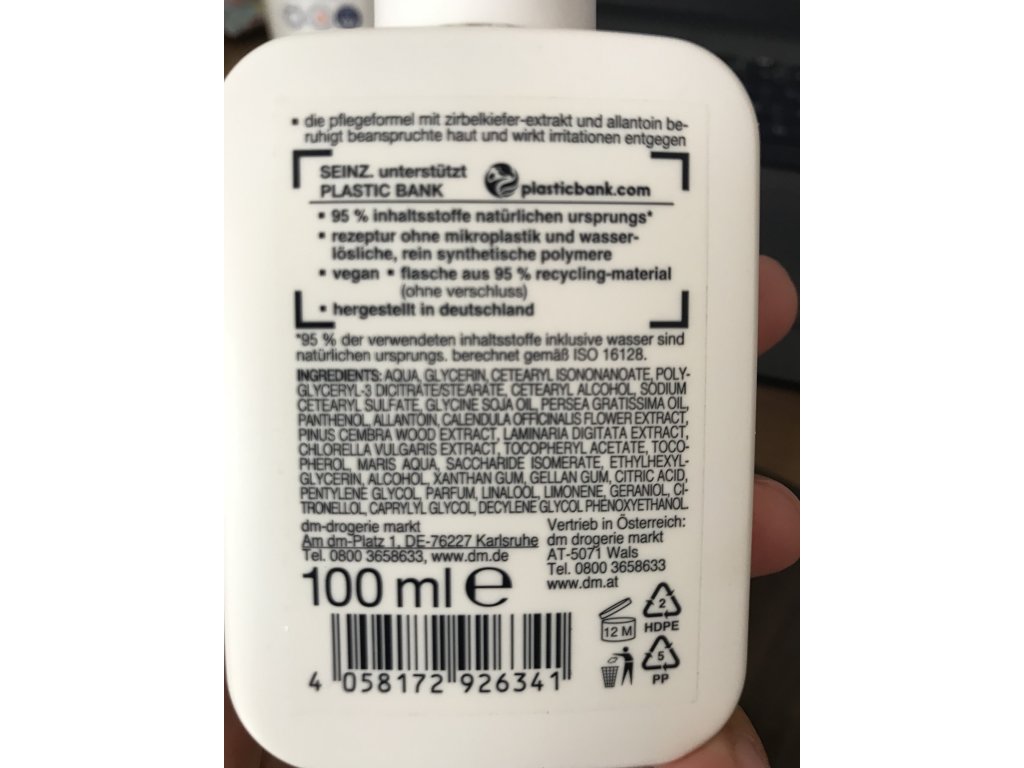 ▪ die pflegeformel mit zirbelkiefer-extrakt und allantoin be-
ruhigt beanspruchte haut und wirkt irritationen entgegen
SEINZ. unterstützt
PLASTIC BANK
plasticbank.com
▪ 95 % inhaltsstoffe natürlichen ursprungs*
▪ rezeptur ohne mikroplastik und wasser-
lösliche, rein synthetische polymere
▪ vegan ▪ flasche aus 95 % recycling-material
(ohne verschluss)
▪ hergestellt in deutschland
*95 % der verwendeten inhaltsstoffe inklusive wasser sind
natürlichen ursprungs. berechnet gemäß ISO 16128.
INGREDIENTS: AQUA, GLYCERIN, CETEARYL ISONONANOATE, POLY-
GLYCERYL-3 DICITRATE/STEARATE, CETEARYL ALCOHOL, SODIUM
CETEARYL SULFATE, GLYCINE SOJA OIL, PERSEA GRATISSIMA OIL,
PANTHENOL, ALLANTOIN, CALENDULA OFFICINALIS FLOWER EXTRACT,
PINUS CEMBRA WOOD EXTRACT, LAMINARIA DIGITATA EXTRACT,
CHLORELLA VULGARIS EXTRACT, TOCOPHERYL ACETATE, TOCO-
PHEROL, MARIS AQUA, SACCHARIDE ISOMERATE, ETHYLHEXYL-
GLYCERIN, ALCOHOL, XANTHAN GUM, GELLAN GUM, CITRIC ACID,
PENTYLENE GLYCOL, PARFUM, LINALOOL, LIMONENE, GERANIOL, CI-
TRONELLOL, CAPRYLYL GLYCOL, DECYLENE GLYCOL PHENOXYETHANOL.
dm-drogerie markt
Am dm-Platz 1, DE-76227 Karlsruhe
Tel. 0800 3658633, www.dm.de
Vertrieb in Österreich:
dm drogerie markt
AT-5071 Wals
Tel. 0800 3658633
www.dm.at
100 ml e
12 M
2
HDPE
5
PP
4 058172 926341